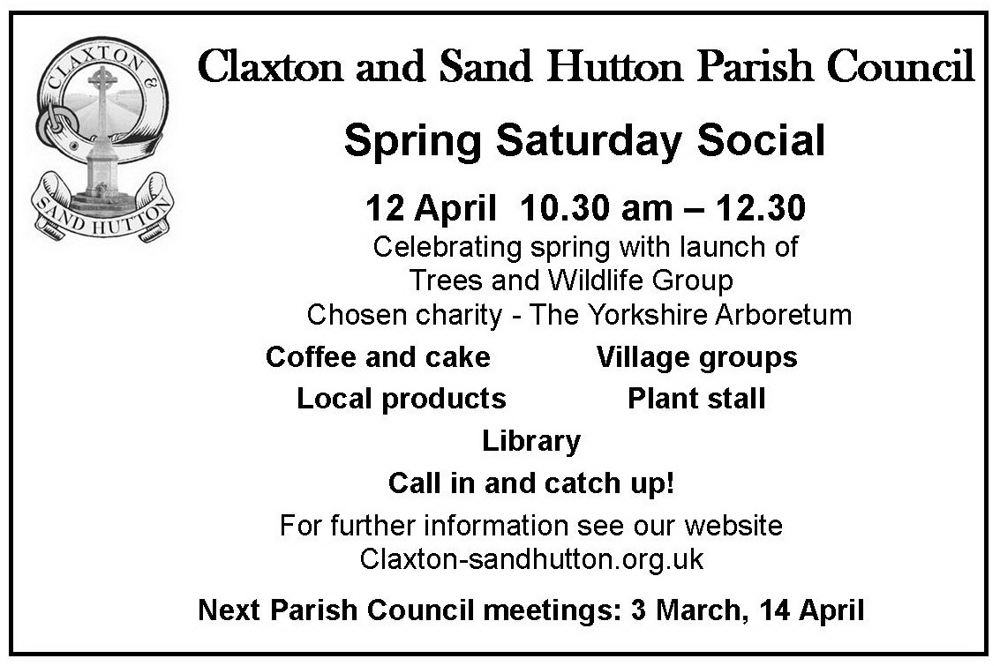 CLAXTON &
SAND HUTTON
Claxton and Sand Hutton Parish Council
Spring Saturday Social
12 April 10.30 am – 12.30
Celebrating spring with launch of
Trees and Wildlife Group
Chosen charity - The Yorkshire Arboretum
Coffee and cake Village groups
Local products Plant stall
Library
Call in and catch up!
For further information see our website
Claxton-sandhutton.org.uk
Next Parish Council meetings: 3 March, 14 April